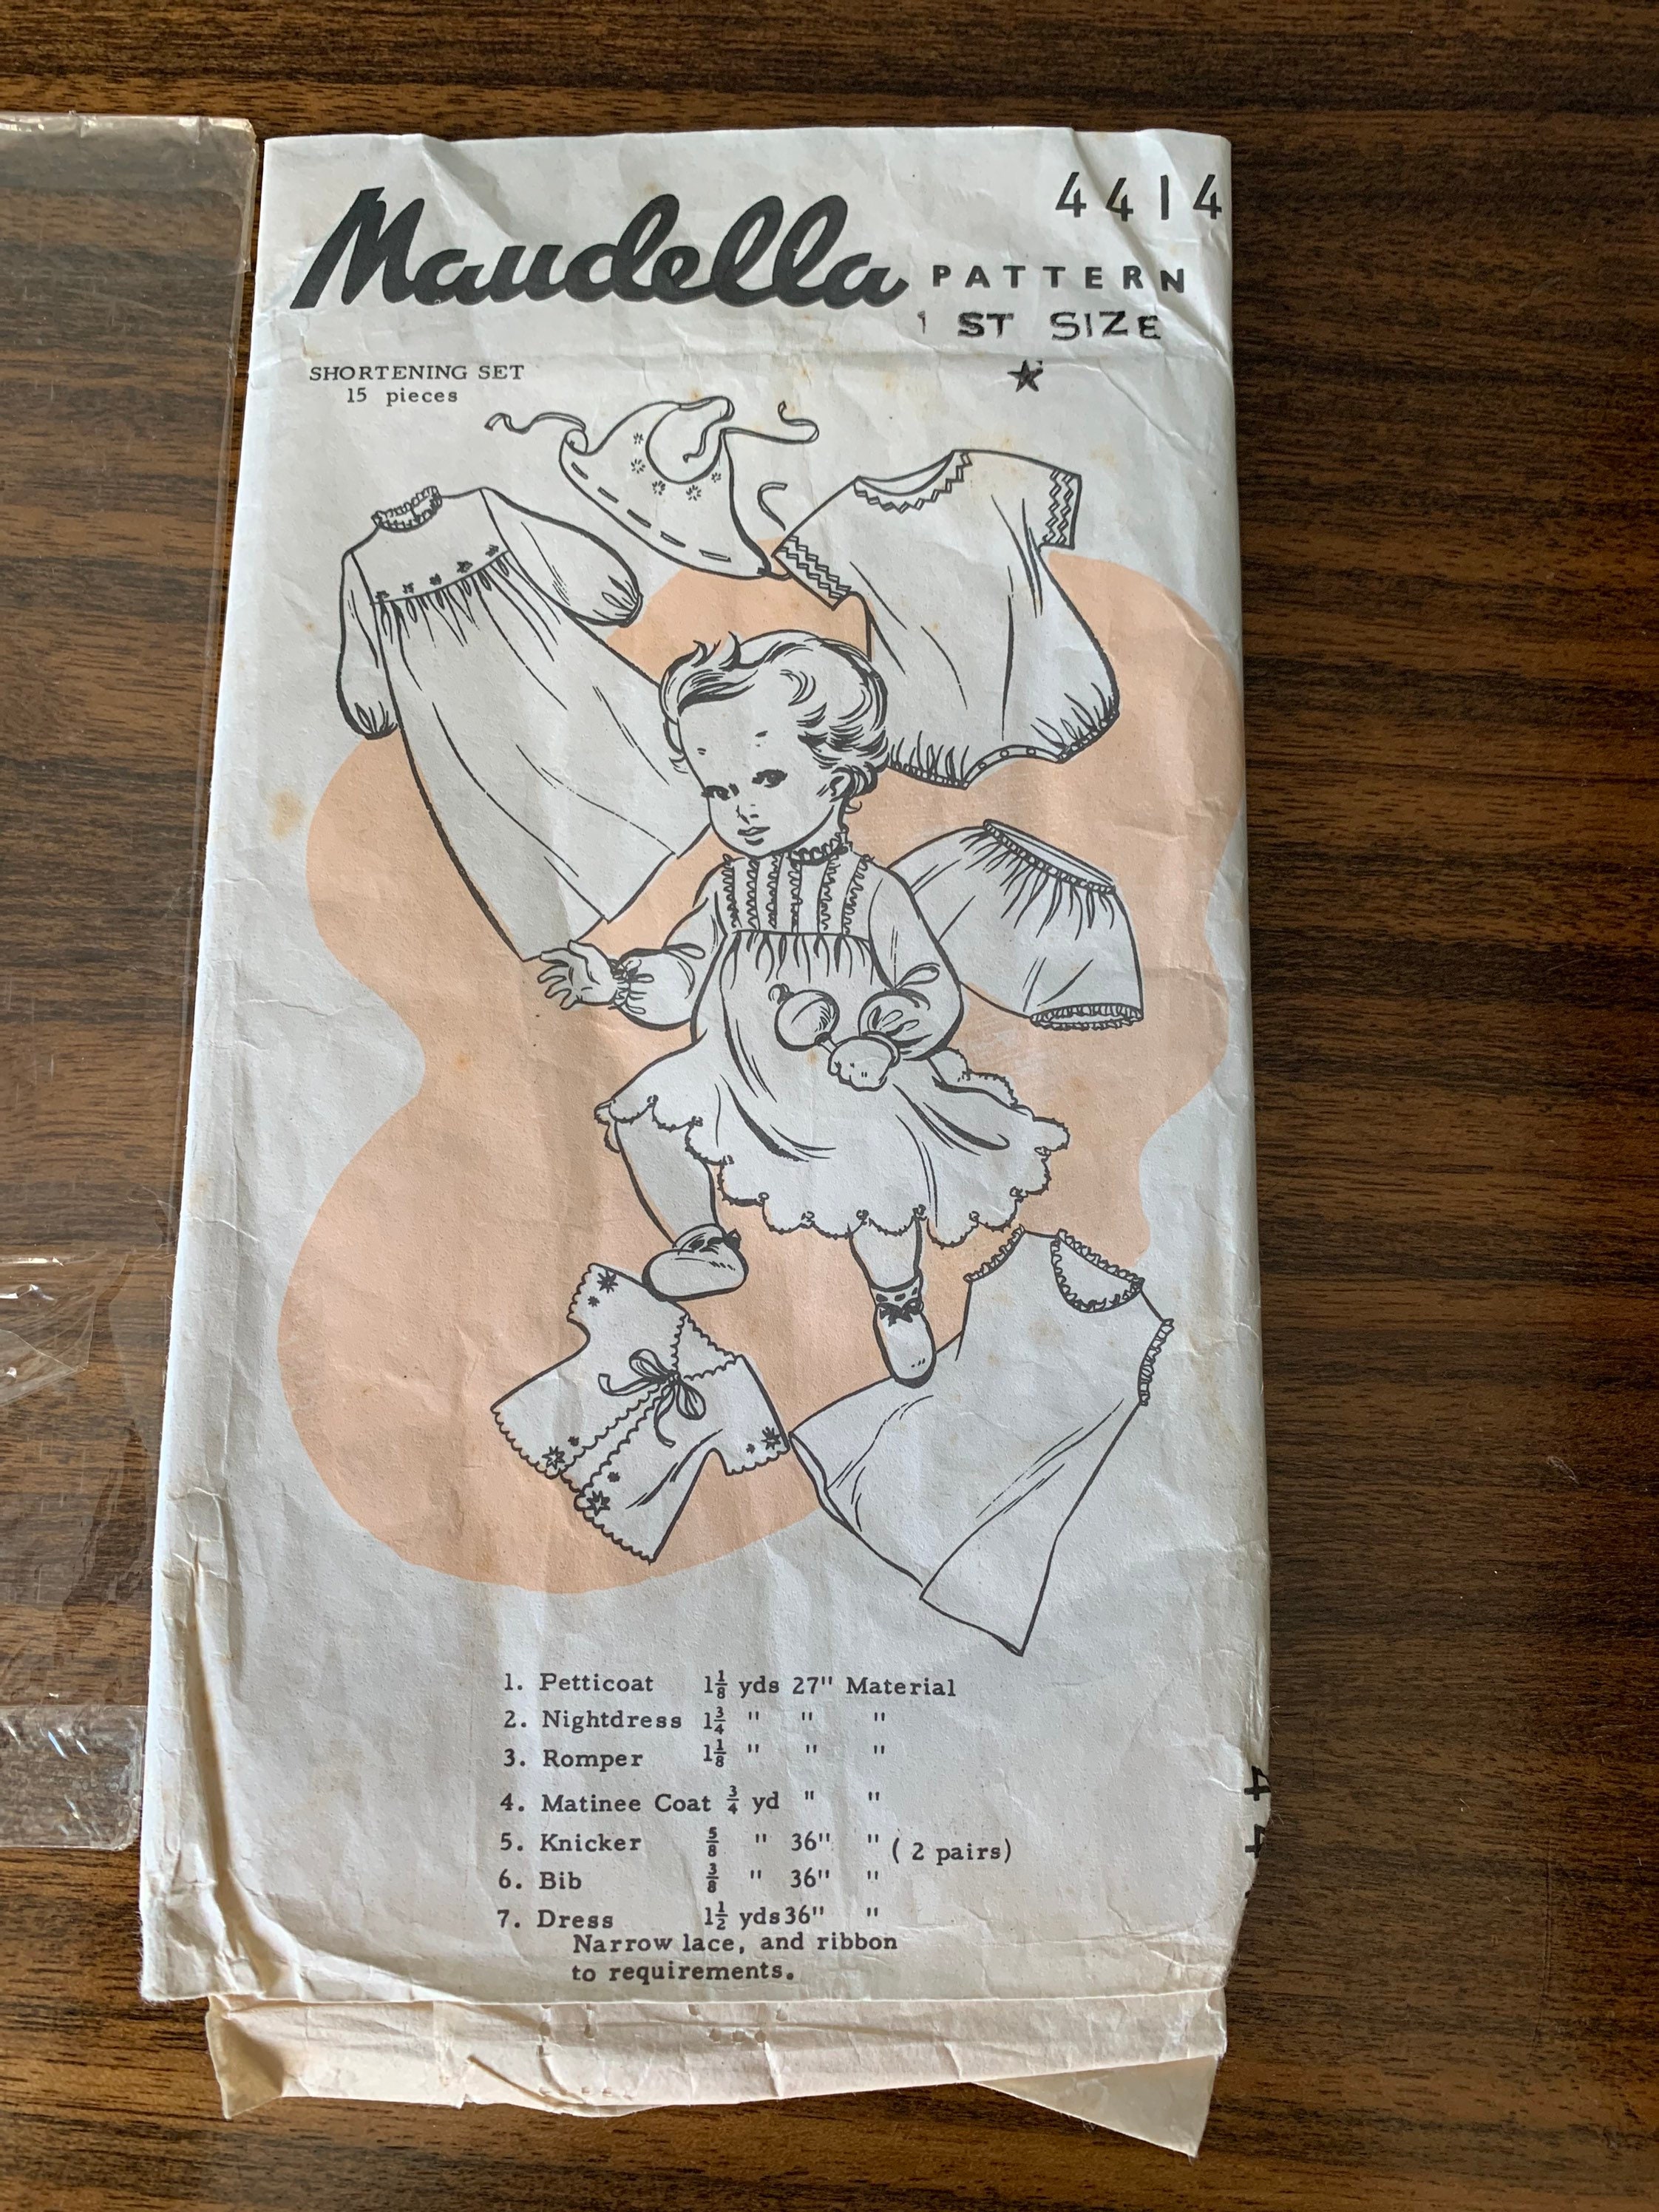 4414
Maudella PATTERN
1 ST SIZE
SHORTENING SET
15 pieces
1. Petticoat 1⅛ yds 27" Material
2. Nightdress 1¾ " " "
3. Romper 1⅛ " " "
4. Matinee Coat ¾ yd " "
5. Knicker ⅝ " 36" " ( 2 pairs)
6. Bib ⅜ " 36" "
7. Dress 1½ yds 36" "
Narrow lace, and ribbon
to requirements.
44